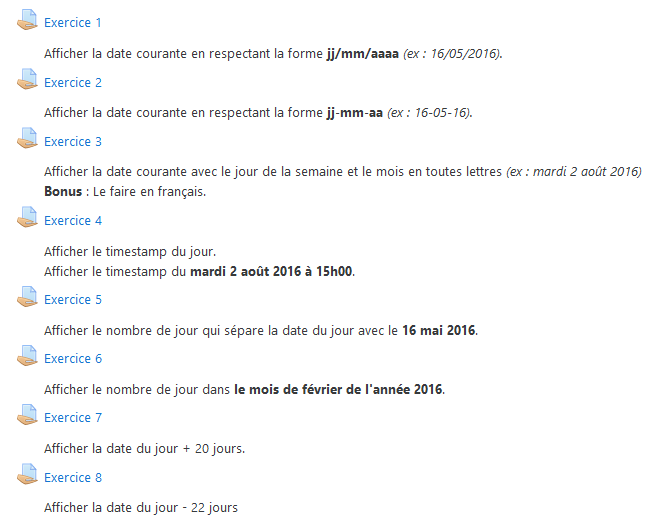 Exercice 1
Afficher la date courante en respectant la forme jj/mm/aaaa (ex : 16/05/2016).
Exercice 2
Afficher la date courante en respectant la forme jj-mm-aa (ex : 16-05-16).
Exercice 3
Afficher la date courante avec le jour de la semaine et le mois en toutes lettres (ex : mardi 2 août 2016)
Bonus : Le faire en français.
Exercice 4
Afficher le timestamp du jour.
Afficher le timestamp du mardi 2 août 2016 à 15h00.
Exercice 5
Afficher le nombre de jour qui sépare la date du jour avec le 16 mai 2016.
Exercice 6
Afficher le nombre de jour dans le mois de février de l'année 2016.
Exercice 7
Afficher la date du jour + 20 jours.
Exercice 8
Afficher la date du jour - 22 jours